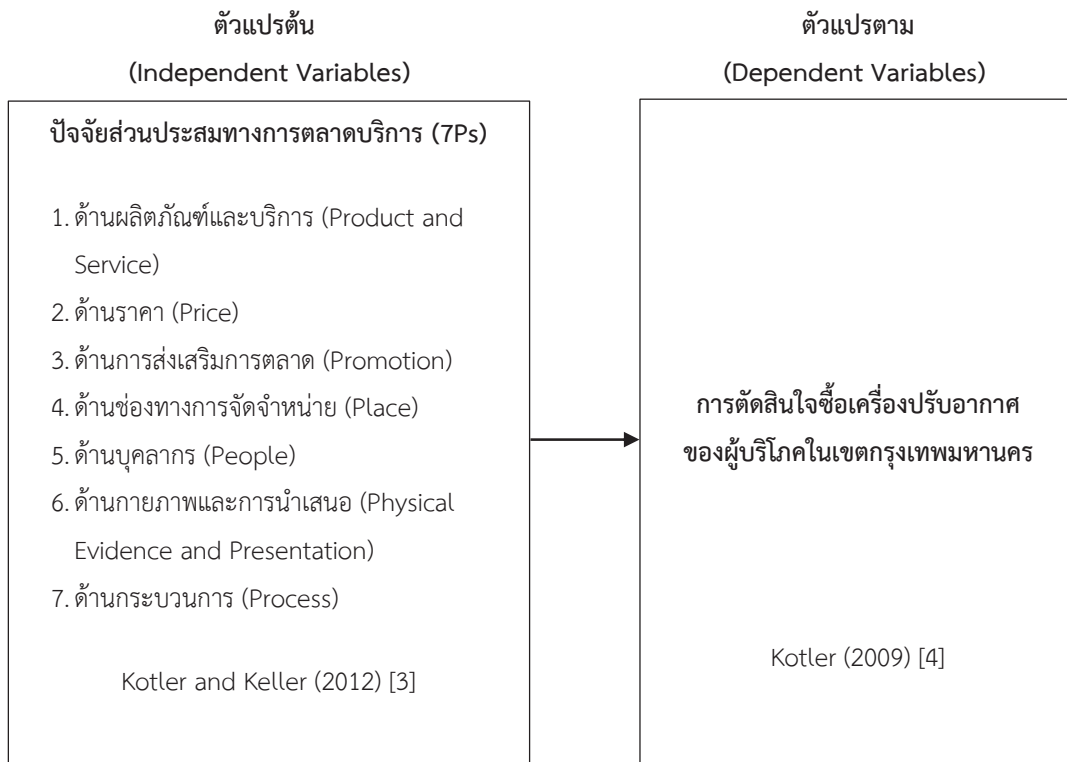 ตัวแปรต้น
(Independent Variables)
ปัจจัยส่วนประสมทางการตลาดบริการ (7Ps)
1. ด้านผลิตภัณฑ์และบริการ (Product and
Service)
2. ด้านราคา (Price)
3. ด้านการส่งเสริมการตลาด (Promotion)
4. ด้านช่องทางการจัดจำหน่าย (Place)
5. ด้านบุคลากร (People)
6. ด้านกายภาพและการนำเสนอ (Physical
Evidence and Presentation)
7. ด้านกระบวนการ (Process)
Kotler and Keller (2012) [3]
ตัวแปรตาม
(Dependent Variables)
การตัดสินใจซื้อเครื่องปรับอากาศ
ของผู้บริโภคในเขตกรุงเทพมหานคร
Kotler (2009) [4]